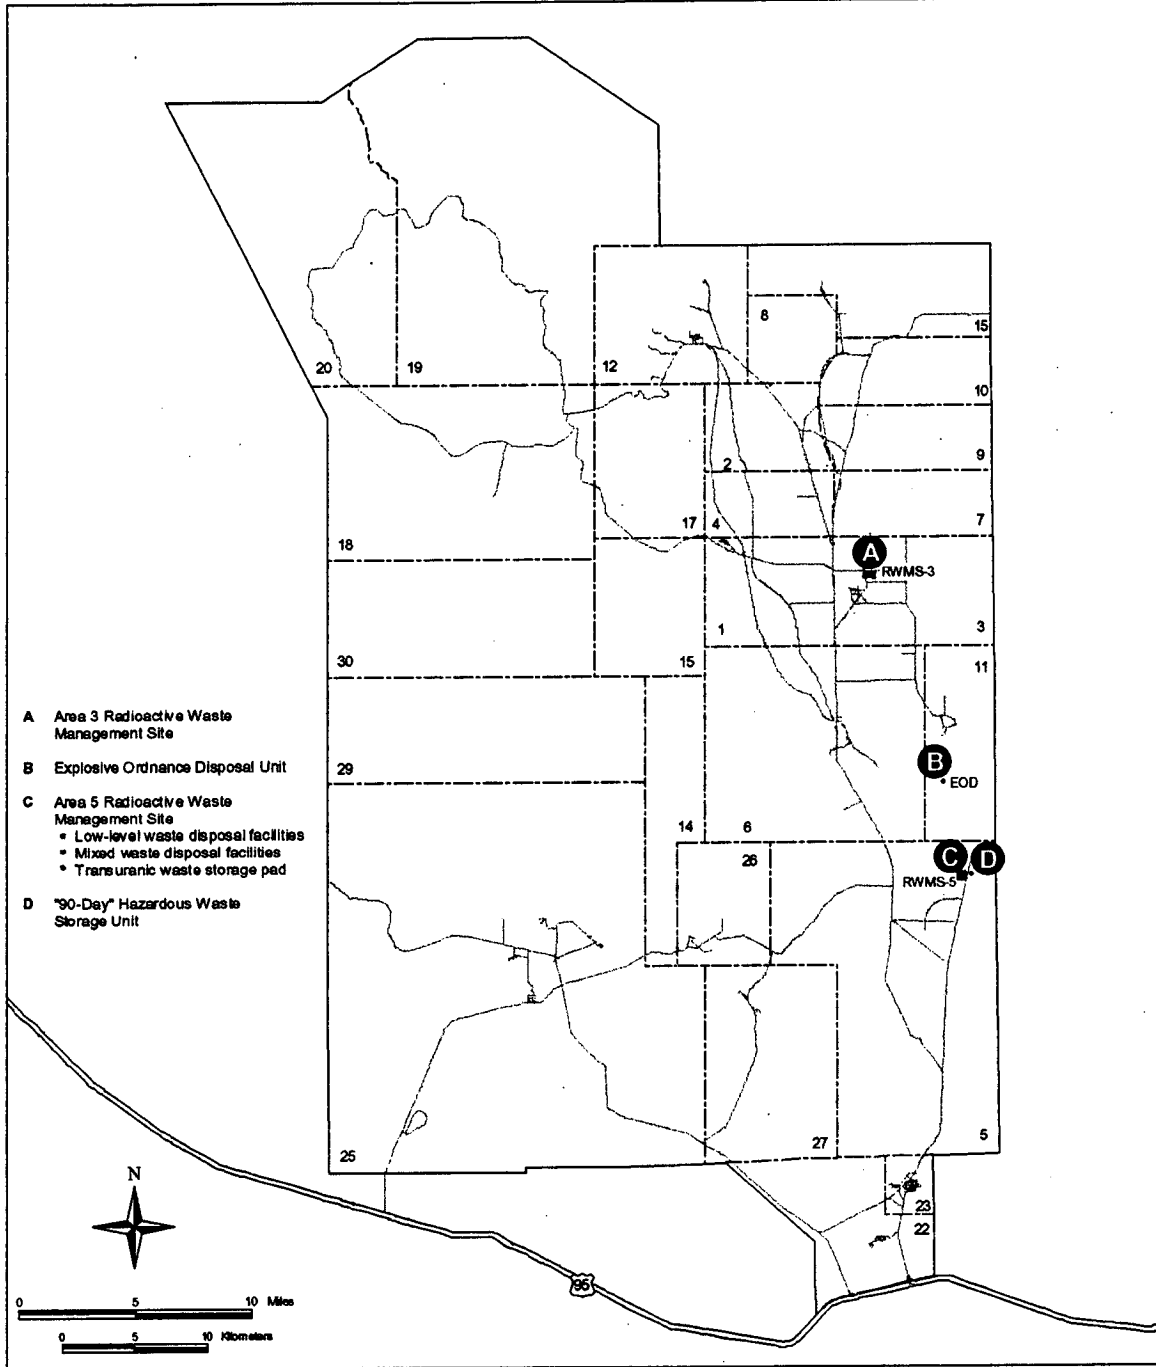 8
15
20
19
12
10
2
9
17
4
7
18
A
RWMS-3
1
3
30
15
11
A Area 3 Radioactive Waste
Management Site
B Explosive Ordnance Disposal Unit
C Area 5 Radioactive Waste
Management Site
• Low-level waste disposal facilities
• Mixed waste disposal facilities
• Transuranic waste storage pad
D "90-Day" Hazardous Waste
Storage Unit
29
B
EOD
14
6
26
C
D
RWMS-5
25
27
5
23
22
N
95
0 5 10 Miles
0 5 10 Kilometers